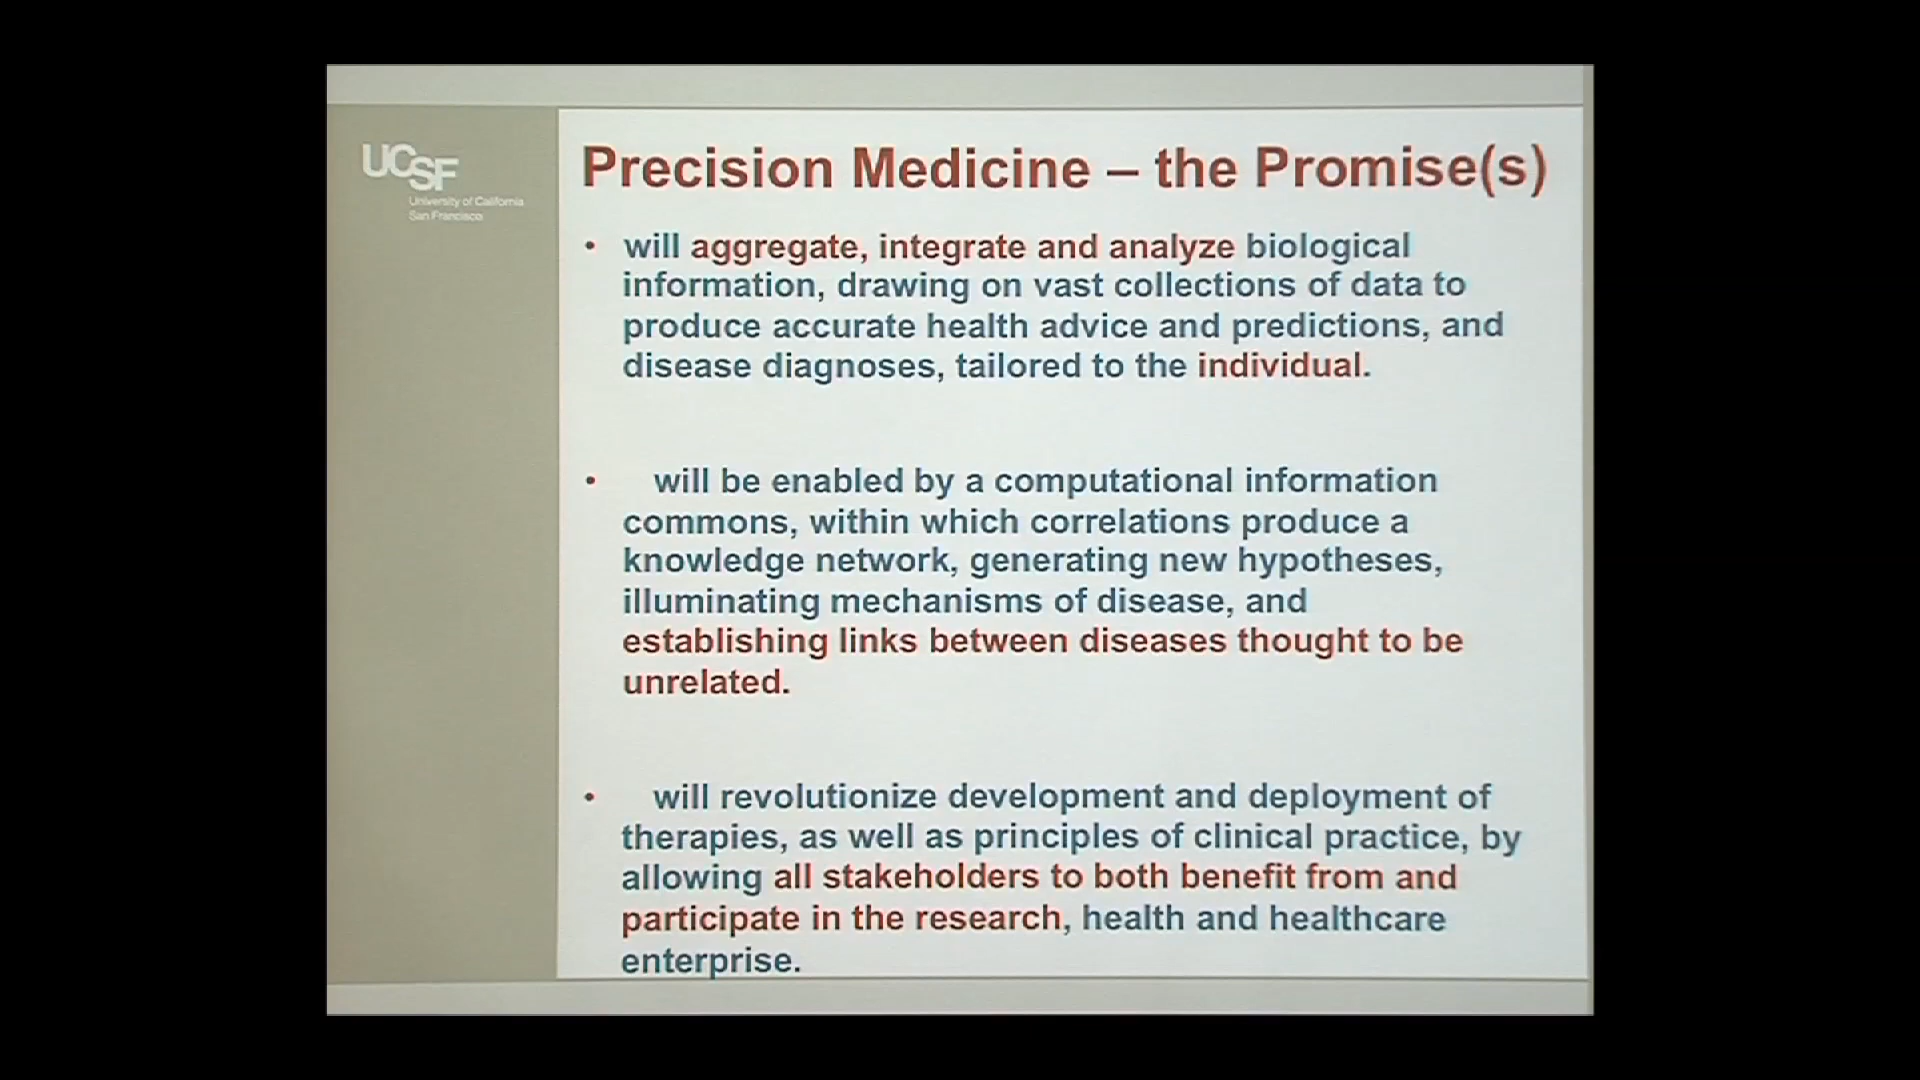 UCSF
University of California
San Francisco
Precision Medicine – the Promise(s)
• will aggregate, integrate and analyze biological
information, drawing on vast collections of data to
produce accurate health advice and predictions, and
disease diagnoses, tailored to the individual.
• will be enabled by a computational information
commons, within which correlations produce a
knowledge network, generating new hypotheses,
illuminating mechanisms of disease, and
establishing links between diseases thought to be
unrelated.
• will revolutionize development and deployment of
therapies, as well as principles of clinical practice, by
allowing all stakeholders to both benefit from and
participate in the research, health and healthcare
enterprise.